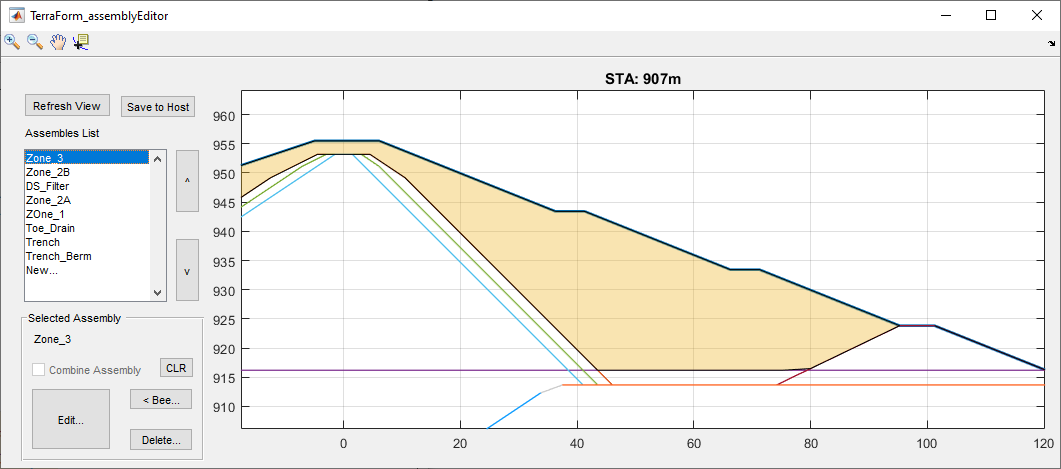 TerraForm_assemblyEditor
STA: 907m
Refresh View
Save to Host
Assembles List
Zone_3
Zone_2B
DS_Filter
Zone_2A
ZOne_1
Toe_Drain
Trench
Trench_Berm
New...
^
v
Selected Assembly
Zone_3
Combine Assembly
CLR
Edit...
< Bee...
Delete...
960
955
950
945
940
935
930
925
920
915
910
0 20 40 60 80 100 120